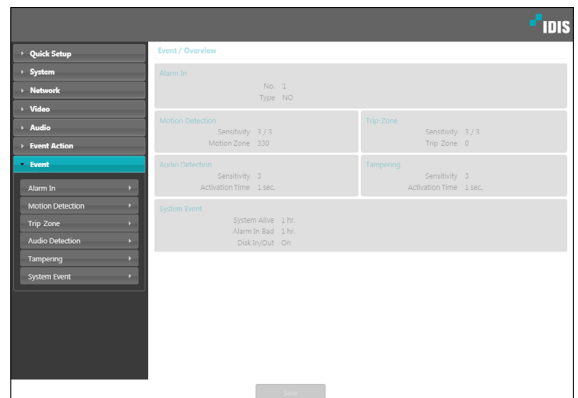 IDIS
Quick Setup
System
Network
Video
Audio
Event Action
Event
Alarm In
Motion Detection
Trip-Zone
Audio Detection
Tampering
System Event
Event / Overview
Alarm In
No. 1
Type NO
Motion Detection
Sensitivity 3 / 3
Motion Zone 330
Trip-Zone
Sensitivity 3 / 3
Trip Zone 0
Audio Detection
Sensitivity 3
Activation Time 1 sec.
Tampering
Sensitivity 3
Activation Time 1 sec.
System Event
System Alive 1 hr.
Alarm In Bad 1 hr.
Disk In/Out On
Save